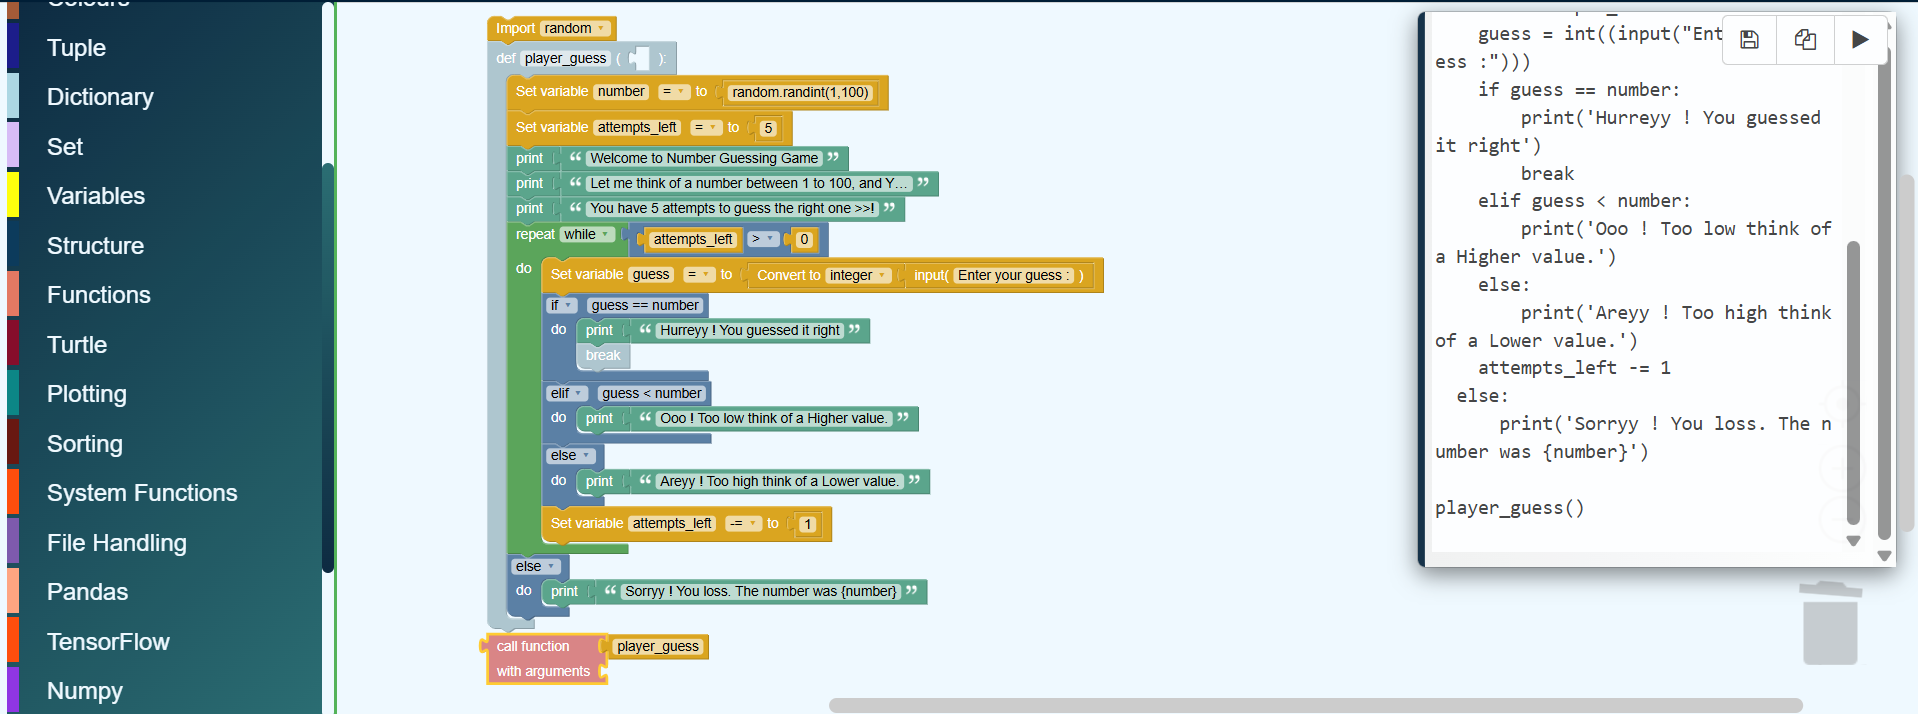 Colours
Tuple
Dictionary
Set
Variables
Structure
Functions
Turtle
Plotting
Sorting
System Functions
File Handling
Pandas
TensorFlow
Numpy
Import random
def player_guess ( ):
Set variable number = to random.randint(1,100)
Set variable attempts_left = to 5
print “ Welcome to Number Guessing Game ”
print “ Let me think of a number between 1 to 100, and Y... ”
print “ You have 5 attempts to guess the right one >>! ”
repeat while attempts_left > 0
do Set variable guess = to Convert to integer input( Enter your guess : )
if guess == number
do print “ Hurreyy ! You guessed it right ”
break
elif guess < number
do print “ Ooo ! Too low think of a Higher value. ”
else
do print “ Areyy ! Too high think of a Lower value. ”
Set variable attempts_left -= to 1
else
do print “ Sorryy ! You loss. The number was {number} ”
call function player_guess
with arguments
guess = int((input("Ent
ess :")))
if guess == number:
print('Hurreyy ! You guessed
it right')
break
elif guess < number:
print('Ooo ! Too low think of
a Higher value.')
else:
print('Areyy ! Too high think
of a Lower value.')
attempts_left -= 1
else:
print('Sorryy ! You loss. The n
umber was {number}')
player_guess()